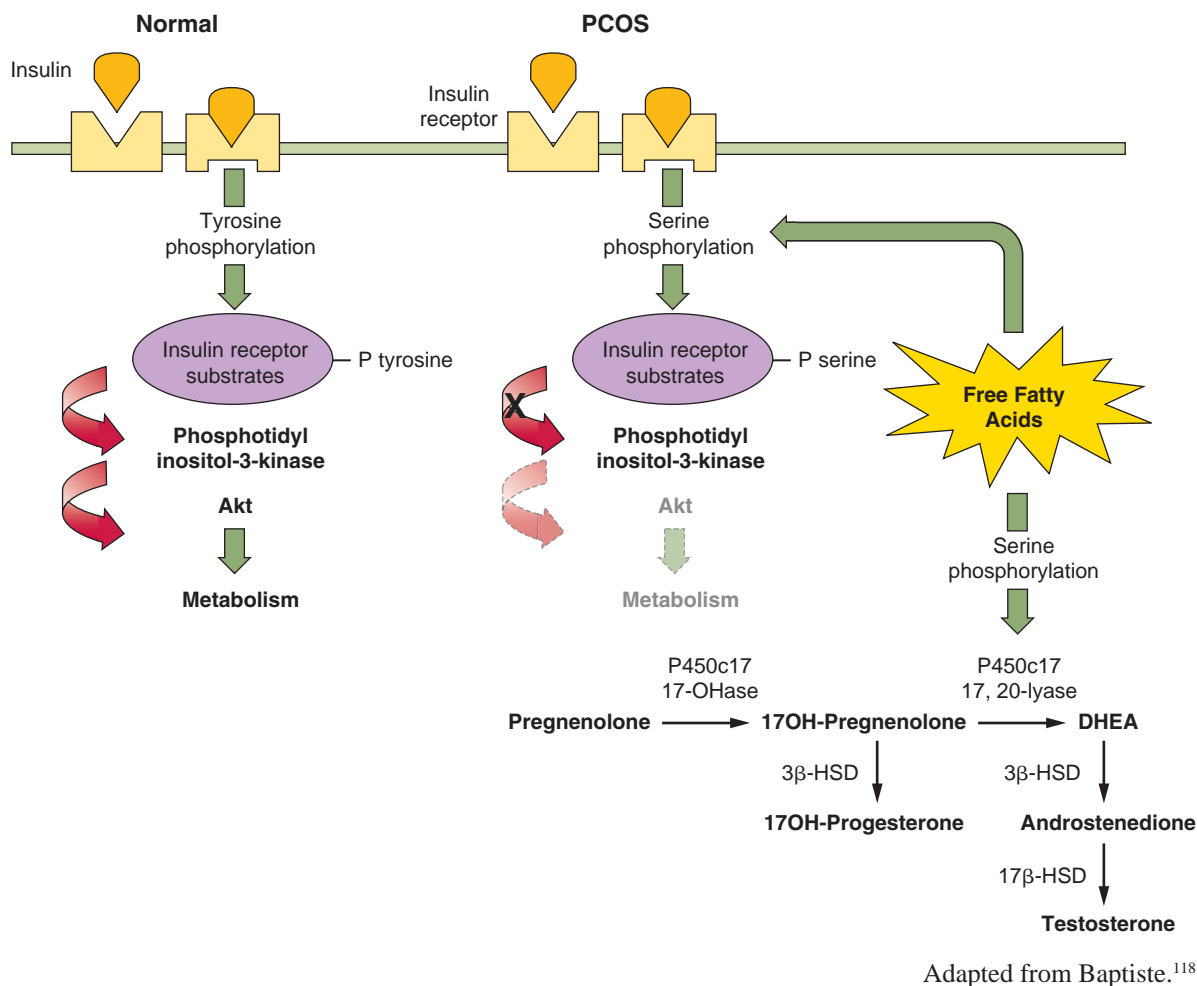 Normal
PCOS
Insulin
Insulin
receptor
Tyrosine
phosphorylation
Serine
phosphorylation
Insulin receptor
substrates
P tyrosine
Insulin receptor
substrates
P serine
Free Fatty
Acids
X
Phosphotidyl
inositol-3-kinase
Phosphotidyl
inositol-3-kinase
Akt
Akt
Serine
phosphorylation
Metabolism
Metabolism
P450c17
17-OHase
P450c17
17, 20-lyase
Pregnenolone
17OH-Pregnenolone
DHEA
3β-HSD
3β-HSD
17OH-Progesterone
Androstenedione
17β-HSD
Testosterone
Adapted from Baptiste.118